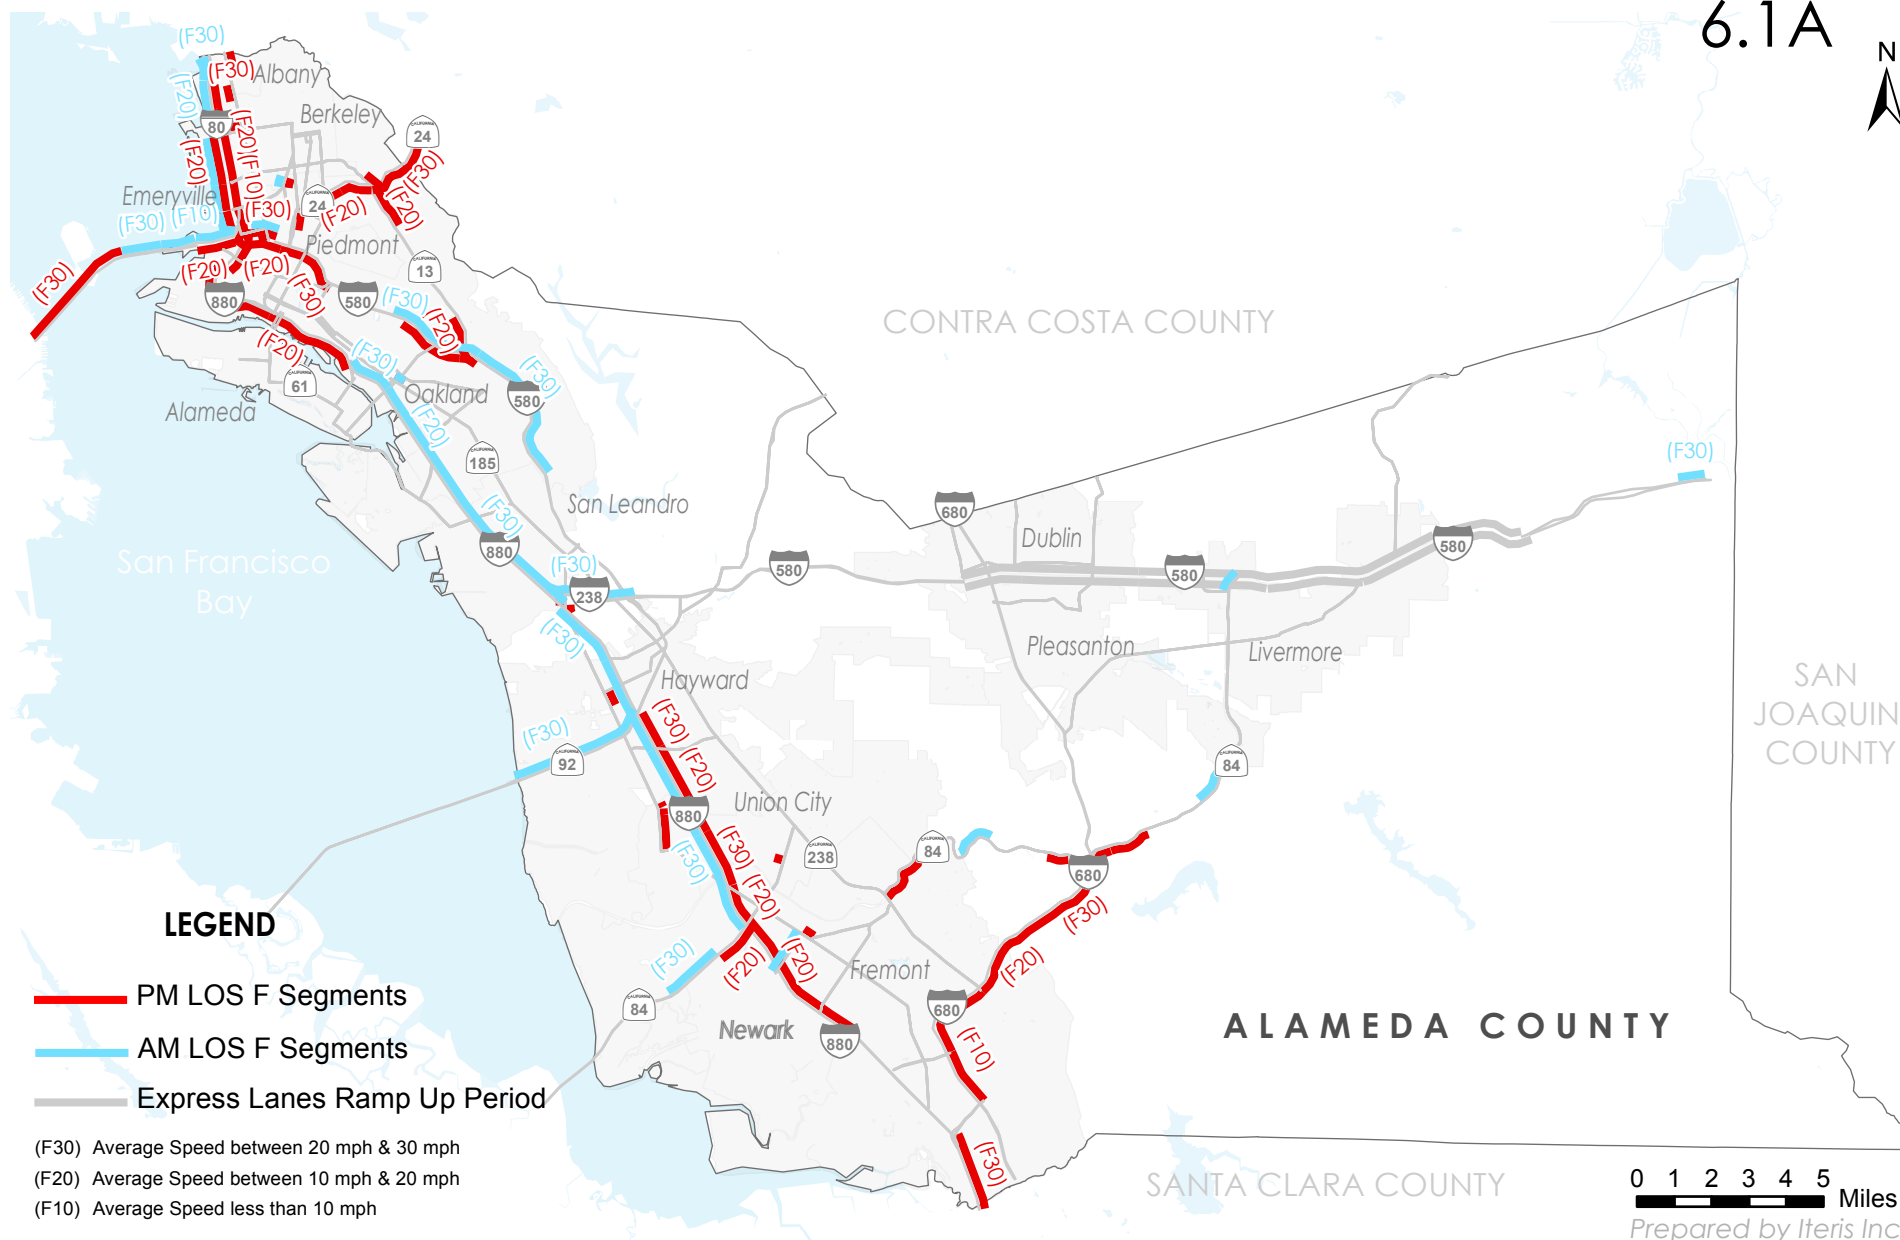 6.1A
N
(F30)
(F30)
Albany
(F20)
80
Berkeley
24
(F20)
(F20)
(F10)
(F30)
Emeryville
24
(F20)
(F20)
(F30)
(F10)
(F30)
Piedmont
13
(F30)
(F20)
(F20)
(F30)
880
580
(F30)
(F20)
(F20)
(F30)
(F30)
61
Oakland
580
Alameda
(F20)
185
CONTRA COSTA COUNTY
(F30)
San Leandro
(F30)
680
Dublin
880
580
580
580
San Francisco
Bay
(F30)
238
(F30)
Pleasanton
Livermore
Hayward
SAN
JOAQUIN
COUNTY
(F30)
(F30)
(F20)
92
84
Union City
880
(F30)
(F30)
238
84
680
(F20)
(F30)
LEGEND
(F30)
(F20)
(F20)
(F20)
Fremont
PM LOS F Segments
84
680
Newark
880
ALAMEDA COUNTY
AM LOS F Segments
(F10)
Express Lanes Ramp Up Period
(F30) Average Speed between 20 mph & 30 mph
(F20) Average Speed between 10 mph & 20 mph
(F10) Average Speed less than 10 mph
(F30)
SANTA CLARA COUNTY
0 1 2 3 4 5
Miles
Prepared by Iteris Inc